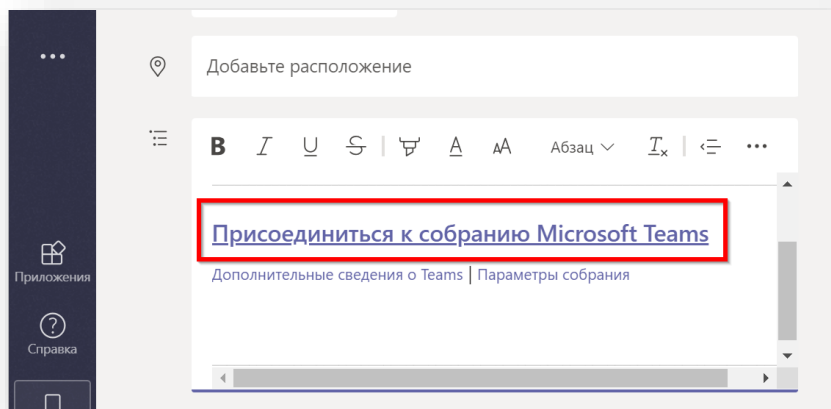 Добавьте расположение
B I U S A AA Абзац Tx
Присоединиться к собранию Microsoft Teams
Дополнительные сведения о Teams | Параметры собрания
Приложения
Справка